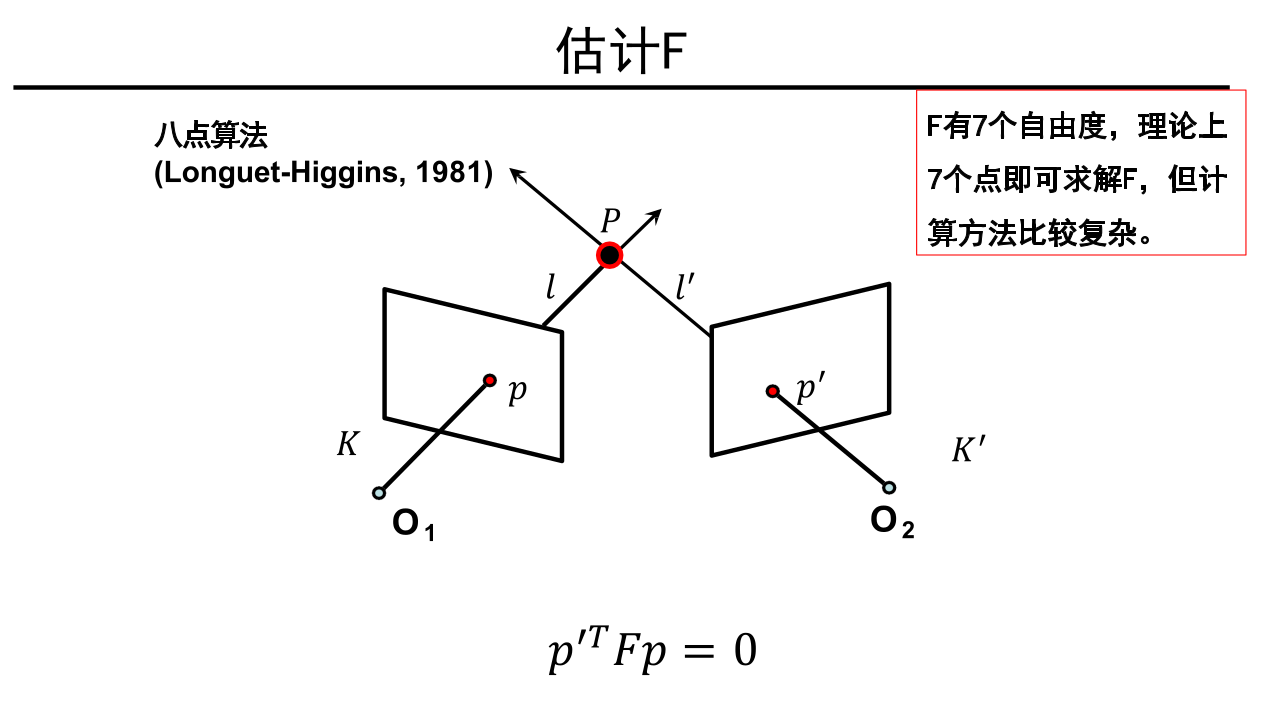 估计F
八点算法
(Longuet-Higgins, 1981)
F有7个自由度，理论上
7个点即可求解F，但计
算方法比较复杂。
P
l
l′
p
p′
K
K′
O1
O2
p′ᵀFp = 0